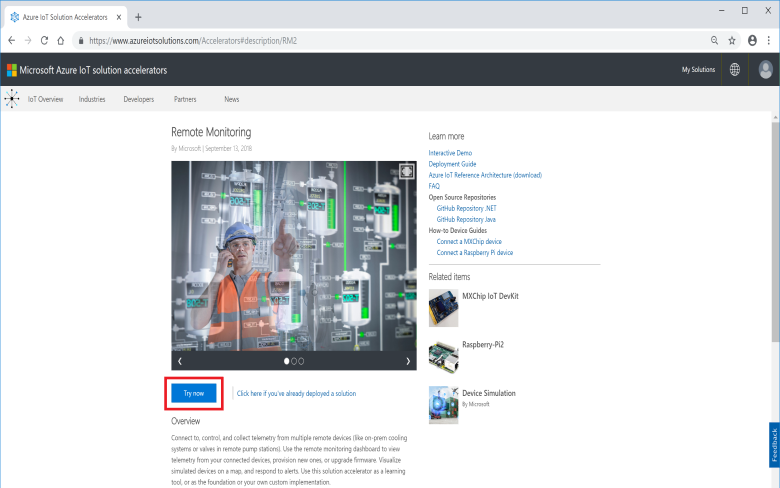 Azure IoT Solution Accelerators
https://www.azureiotsolutions.com/Accelerators#description/RM2
Microsoft Azure IoT solution accelerators
My Solutions
IoT Overview
Industries
Developers
Partners
News
Remote Monitoring
By Microsoft | September 13, 2018
Try now
Click here if you've already deployed a solution
Overview
Connect to, control, and collect telemetry from multiple remote devices (like on-prem cooling
systems or valves in remote pump stations). Use the remote monitoring dashboard to view
telemetry from your connected devices, provision new ones, or upgrade firmware. Visualize
simulated devices on a map, and respond to alerts. Use this solution accelerator as a learning
tool, or as the foundation or your own custom implementation.
Learn more
Interactive Demo
Deployment Guide
Azure IoT Reference Architecture (download)
FAQ
Open Source Repositories
GitHub Repository .NET
GitHub Repository Java
How-to Device Guides
Connect a MXChip device
Connect a Raspberry Pi device
Related items
MXChip IoT DevKit
Raspberry-Pi2
Device Simulation
By Microsoft
Feedback